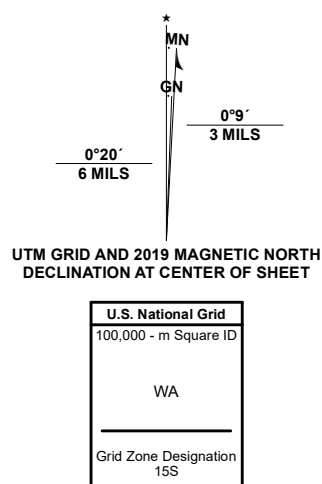 ★
MN
GN
0°9´
3 MILS
0°20´
6 MILS
UTM GRID AND 2019 MAGNETIC NORTH
DECLINATION AT CENTER OF SHEET
U.S. National Grid
100,000 - m Square ID
WA
Grid Zone Designation
15S